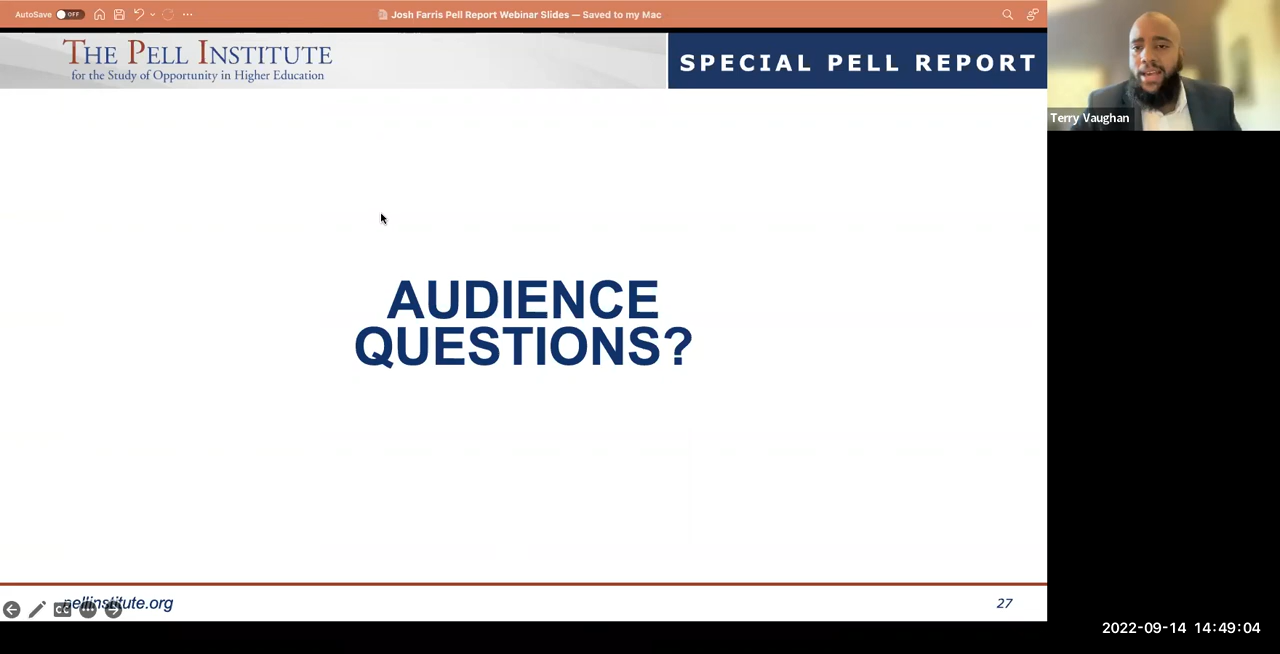 AutoSave OFF
Josh Farris Pell Report Webinar Slides — Saved to my Mac
THE PELL INSTITUTE
for the Study of Opportunity in Higher Education
SPECIAL PELL REPORT
Terry Vaughan
AUDIENCE
QUESTIONS?
pellinstitute.org
CC
27
2022-09-14 14:49:04